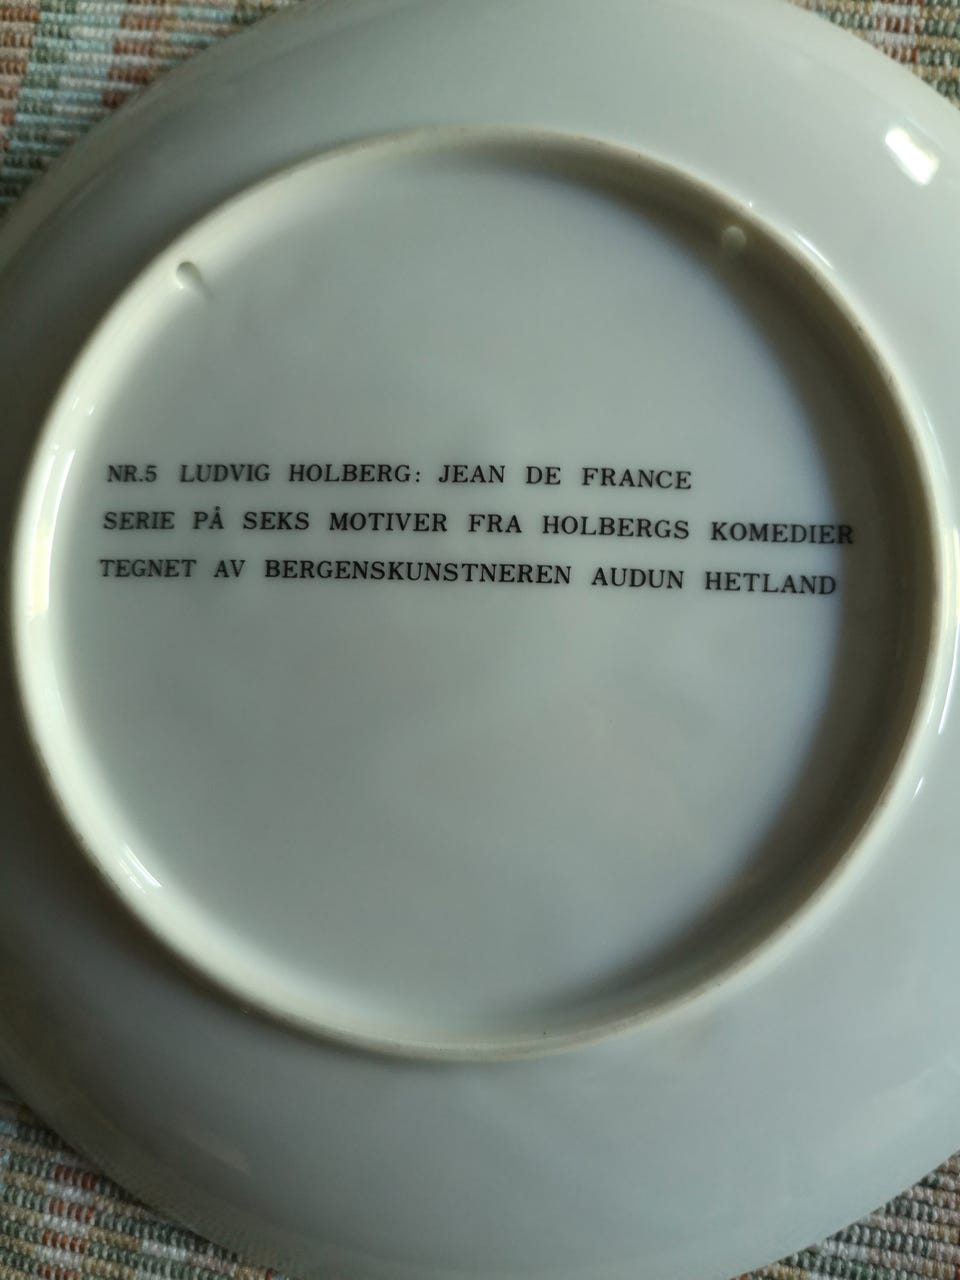 NR.5 LUDVIG HOLBERG: JEAN DE FRANCE
SERIE PÅ SEKS MOTIVER FRA HOLBERGS KOMEDIER
TEGNET AV BERGENSKUNSTNEREN AUDUN HETLAND